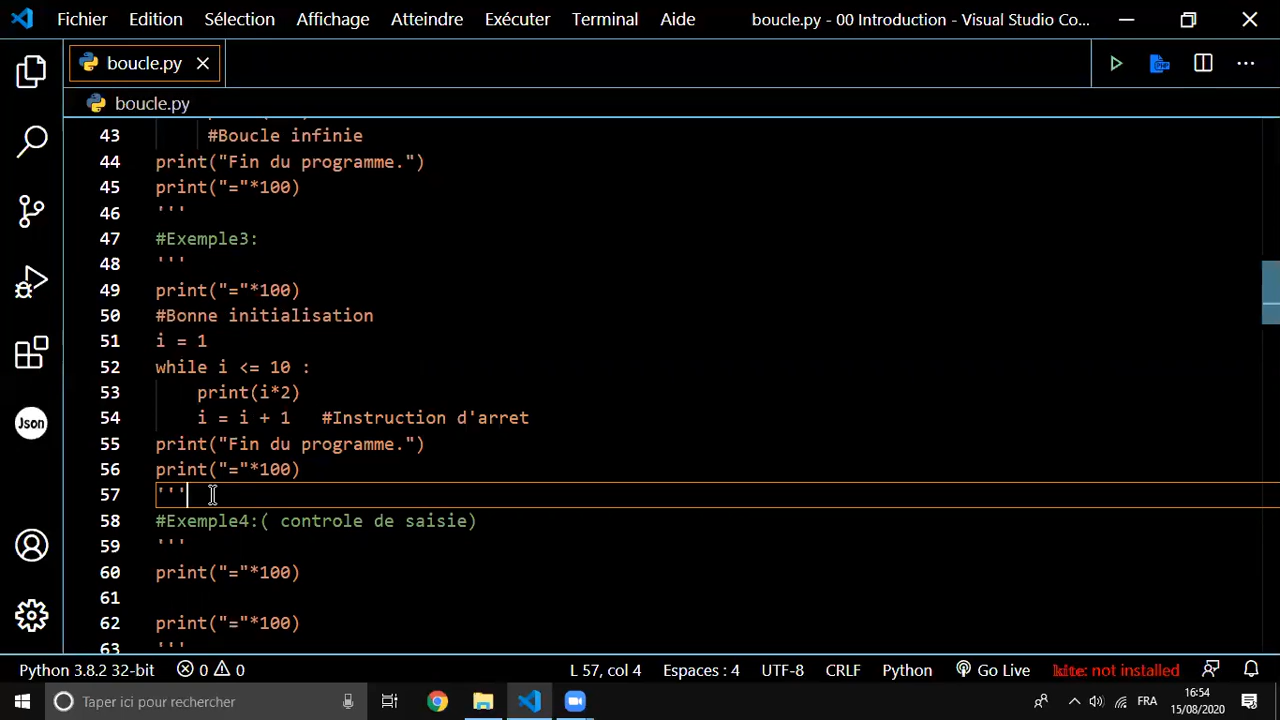 Fichier Edition Sélection Affichage Atteindre Exécuter Terminal Aide boucle.py - 00 Introduction - Visual Studio Co...
boucle.py
boucle.py
43 #Boucle infinie
44 print("Fin du programme.")
45 print("="*100)
46 '''
47 #Exemple3:
48 '''
49 print("="*100)
50 #Bonne initialisation
51 i = 1
52 while i <= 10 :
53 print(i*2)
54 i = i + 1 #Instruction d'arret
55 print("Fin du programme.")
56 print("="*100)
57 '''
58 #Exemple4:( controle de saisie)
59 '''
60 print("="*100)
61
62 print("="*100)
63 '''
Json
Python 3.8.2 32-bit 0 0 L 57, col 4 Espaces : 4 UTF-8 CRLF Python Go Live kite: not installed
Taper ici pour rechercher FRA 16:54
15/08/2020